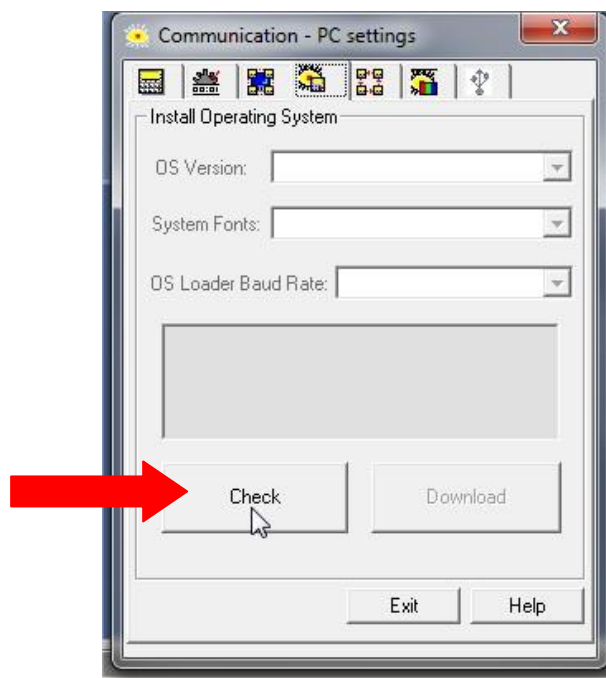 Communication - PC settings
Install Operating System
OS Version:
System Fonts:
OS Loader Baud Rate:
Check
Download
Exit
Help